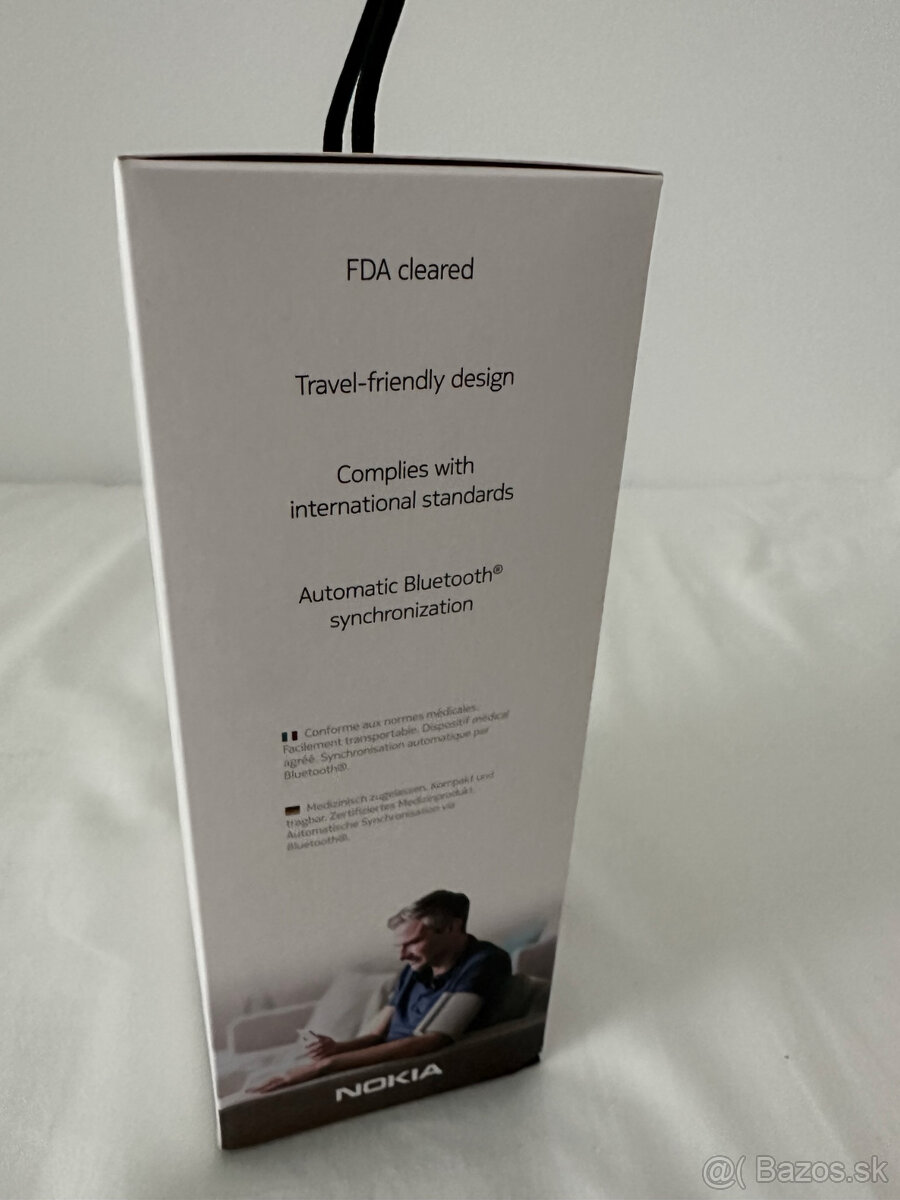 FDA cleared
Travel-friendly design
Complies with
international standards
Automatic Bluetooth®
synchronization
Conforme aux normes médicales.
Facilement transportable. Dispositif médical
agréé. Synchronisation automatique par
Bluetooth®.
Medizinisch zugelassen. Kompakt und
tragbar. Zertifiziertes Medizinprodukt.
Automatische Synchronisation via
Bluetooth®.
NOKIA
@( Bazos.sk